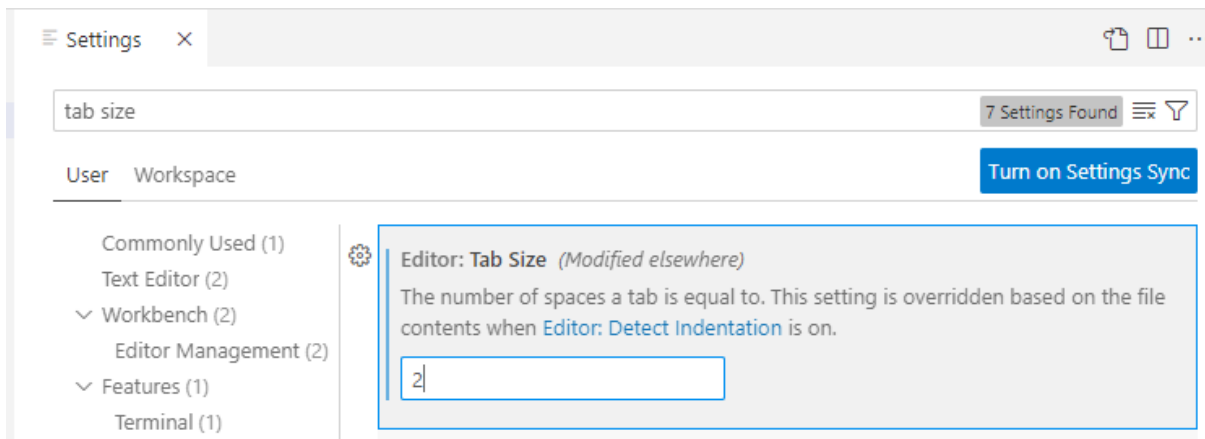 Settings
tab size
7 Settings Found
User Workspace
Turn on Settings Sync
Commonly Used (1)
Text Editor (2)
Workbench (2)
Editor Management (2)
Features (1)
Terminal (1)
Editor: Tab Size (Modified elsewhere)
The number of spaces a tab is equal to. This setting is overridden based on the file
contents when Editor: Detect Indentation is on.
2